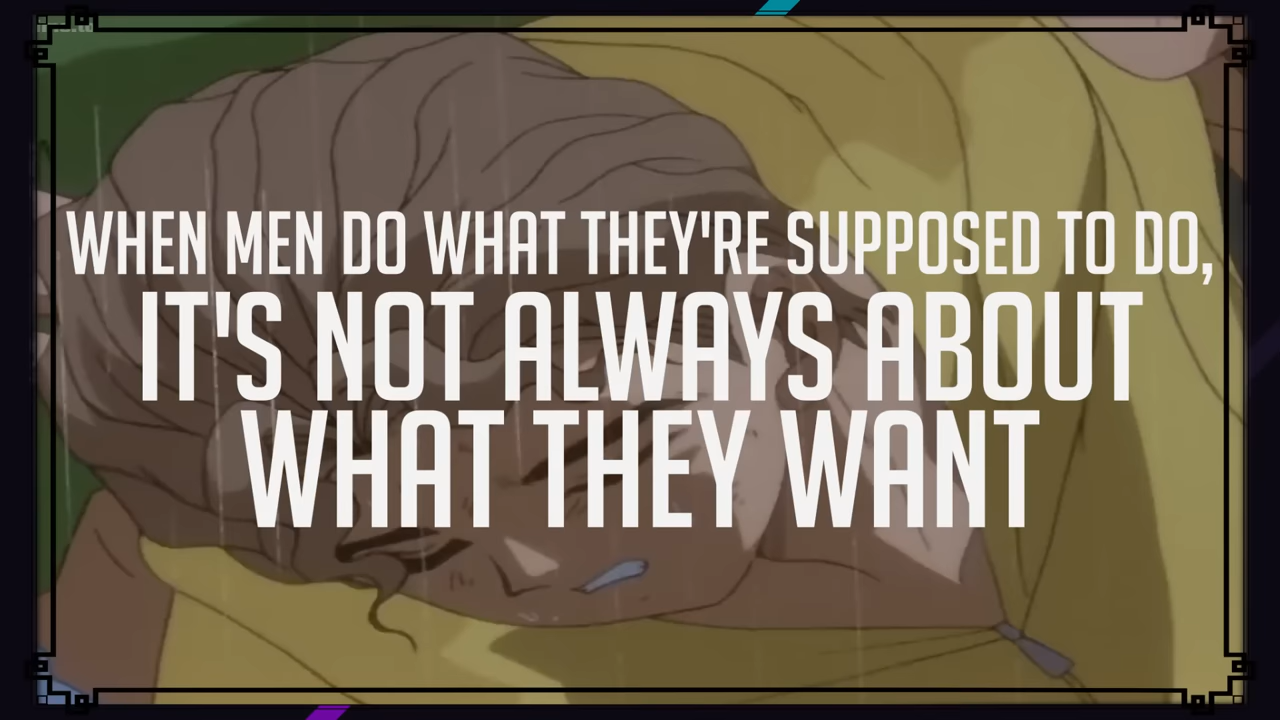 WHEN MEN DO WHAT THEY'RE SUPPOSED TO DO,
IT'S NOT ALWAYS ABOUT
WHAT THEY WANT